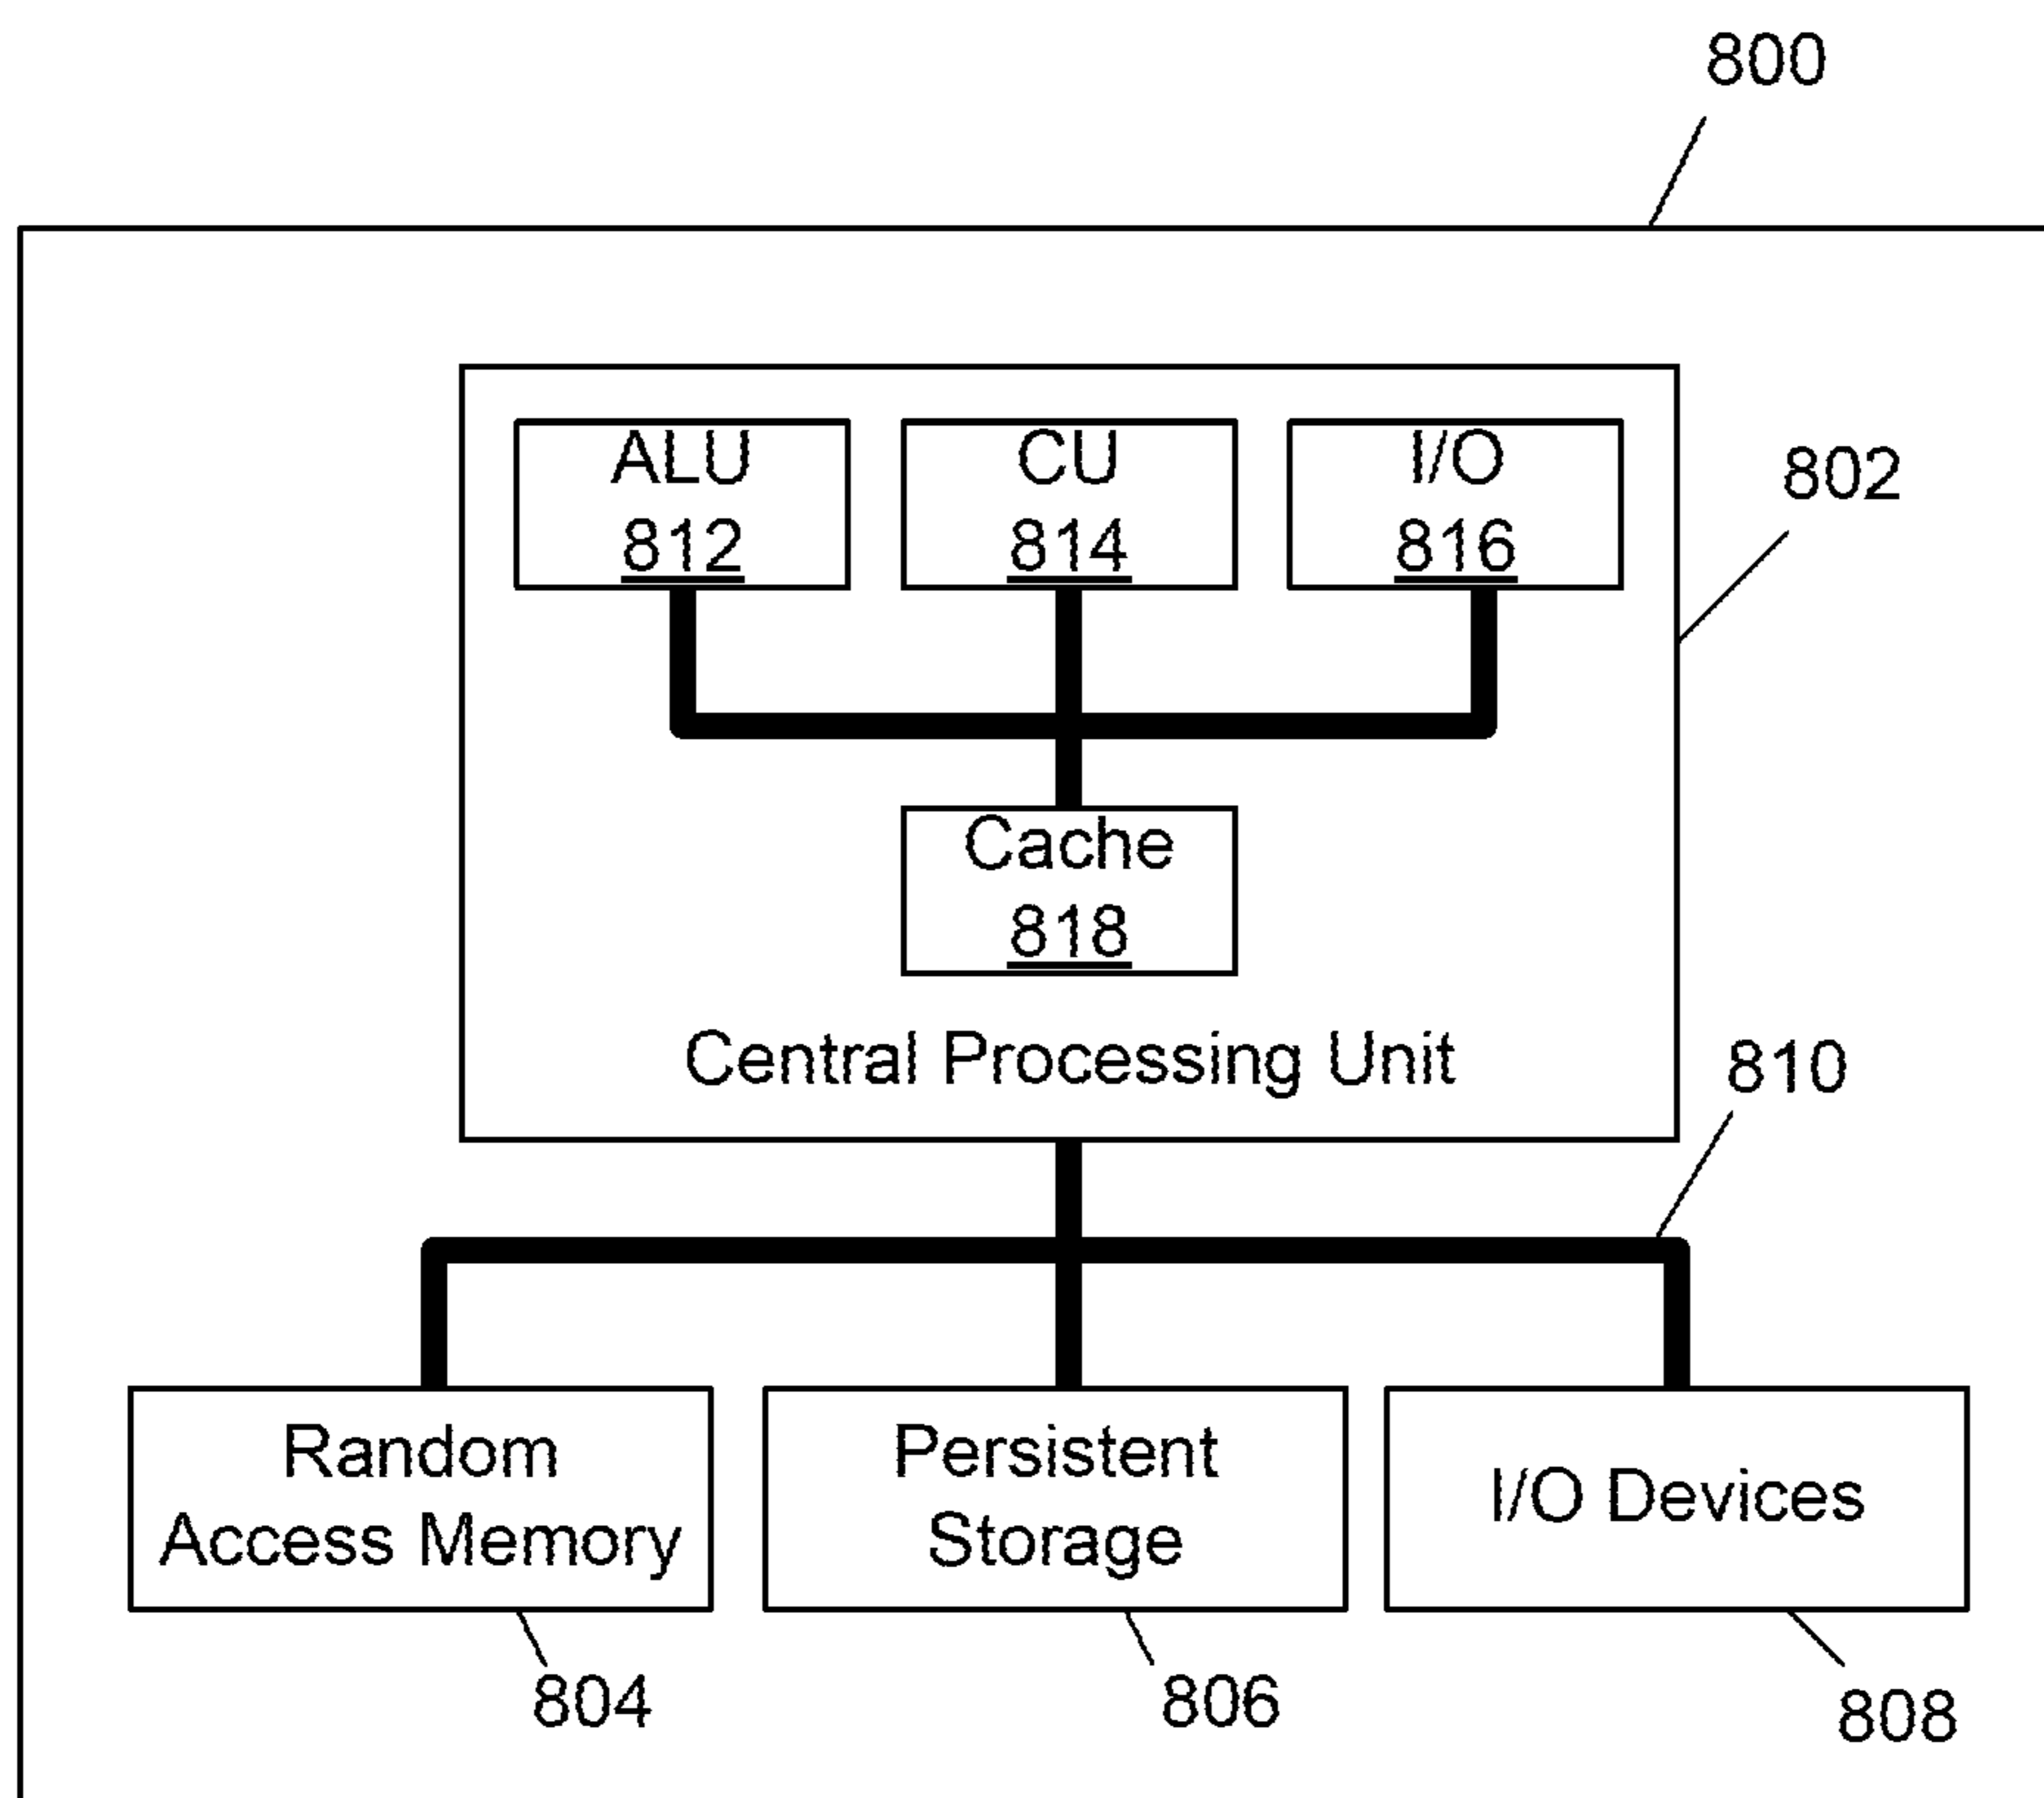 800
ALU
812
CU
814
I/O
816
802
Cache
818
Central Processing Unit
810
Random
Access Memory
Persistent
Storage
I/O Devices
804
806
808